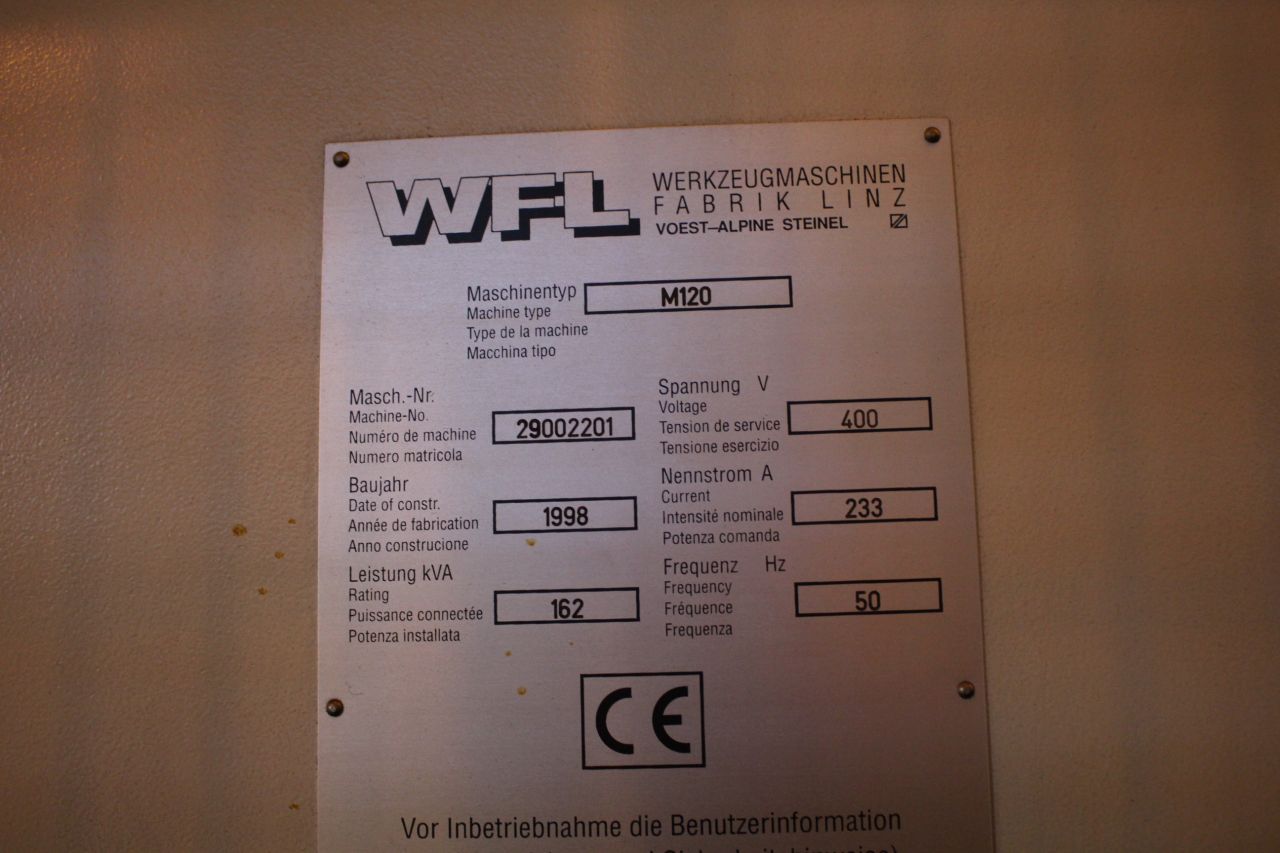 WFL
WERKZEUGMASCHINEN
FABRIK LINZ
VOEST–ALPINE STEINEL
Maschinentyp M120
Machine type
Type de la machine
Macchina tipo
Masch.-Nr.
Machine-No.
Numéro de machine 29002201
Numero matricola
Spannung V
Voltage
Tension de service 400
Tensione esercizio
Baujahr
Date of constr.
Année de fabrication 1998
Anno construcione
Nennstrom A
Current
Intensité nominale 233
Potenza comanda
Leistung kVA
Rating
Puissance connectée 162
Potenza installata
Frequenz Hz
Frequency
Fréquence 50
Frequenza
CE
Vor Inbetriebnahme die Benutzerinformation